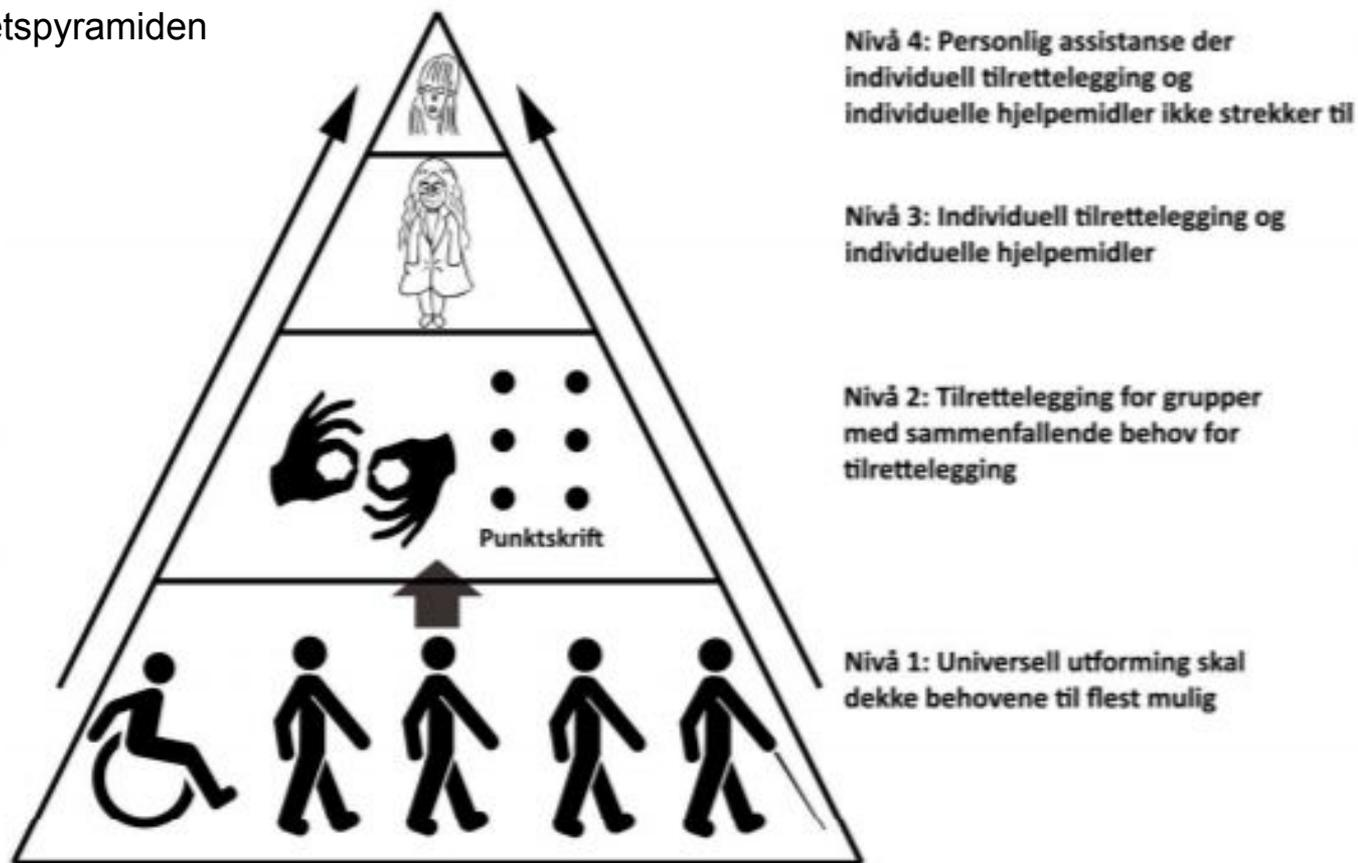 etspyramiden
Nivå 4: Personlig assistanse der
individuell tilrettelegging og
individuelle hjelpemidler ikke strekker til
Nivå 3: Individuell tilrettelegging og
individuelle hjelpemidler
Nivå 2: Tilrettelegging for grupper
med sammenfallende behov for
tilrettelegging
Punktskrift
Nivå 1: Universell utforming skal
dekke behovene til flest mulig